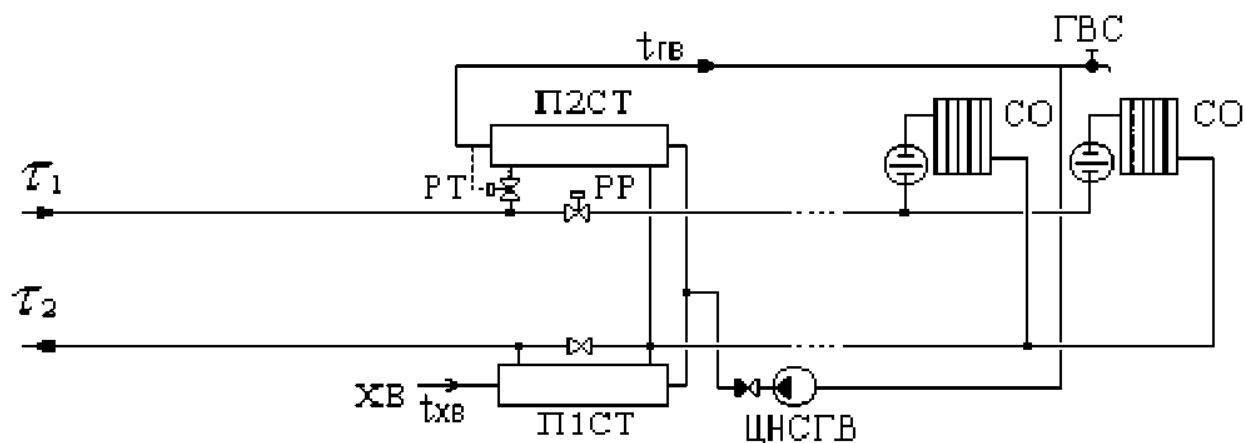 ГВС
tгв
П2СТ
СО
СО
τ1
РТ
РР
τ2
ХВ
tхв
П1СТ
ЦНСГВ